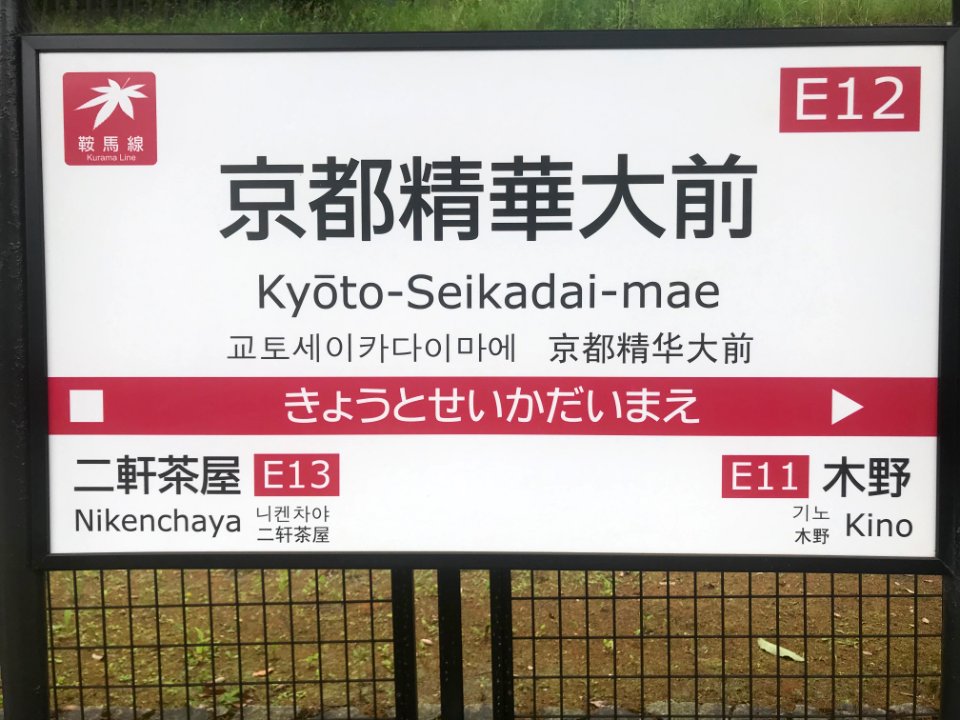 鞍馬線
Kurama Line
E12
京都精華大前
Kyōto-Seikadai-mae
교토세이카다이마에 京都精华大前
きょうとせいかだいまえ
二軒茶屋 E13
Nikenchaya 니켄차야
二轩茶屋
E11 木野
기노 Kino
木野